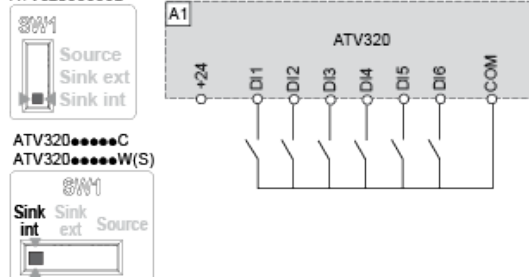 SW1
Source
Sink ext
Sink int
ATV320●●●●●C
ATV320●●●●●W(S)
SW1
Sink int
Sink ext
Source
A1
ATV320
+24
DI1
DI2
DI3
DI4
DI5
DI6
COM